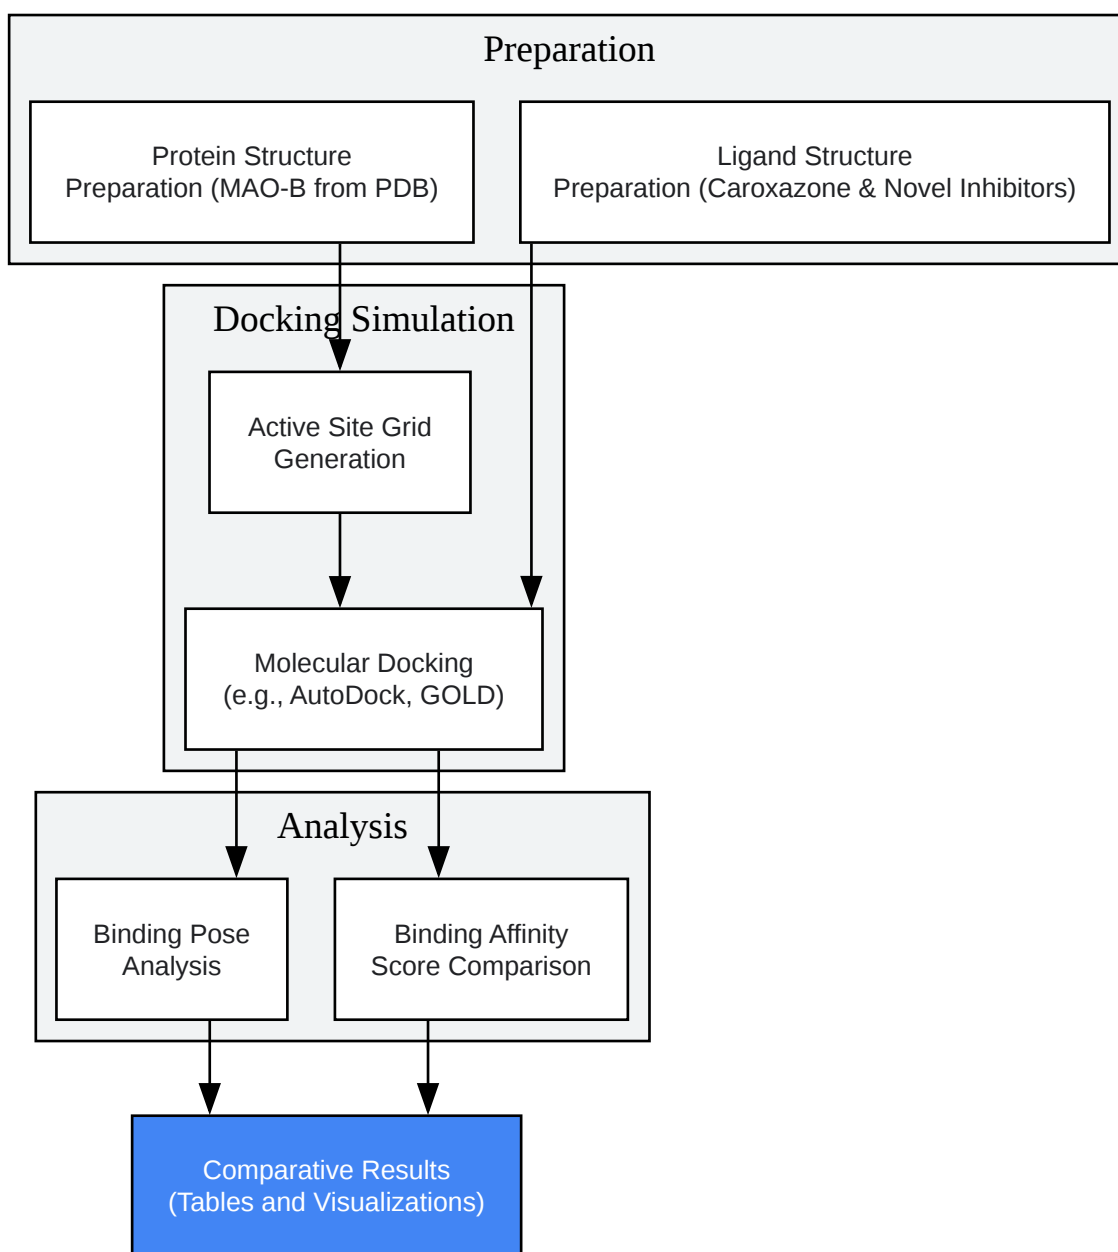 Preparation
Protein Structure
Preparation (MAO-B from PDB)
Ligand Structure
Preparation (Caroxazone & Novel Inhibitors)
Docking Simulation
Active Site Grid
Generation
Molecular Docking
(e.g., AutoDock, GOLD)
Analysis
Binding Pose
Analysis
Binding Affinity
Score Comparison
Comparative Results
(Tables and Visualizations)